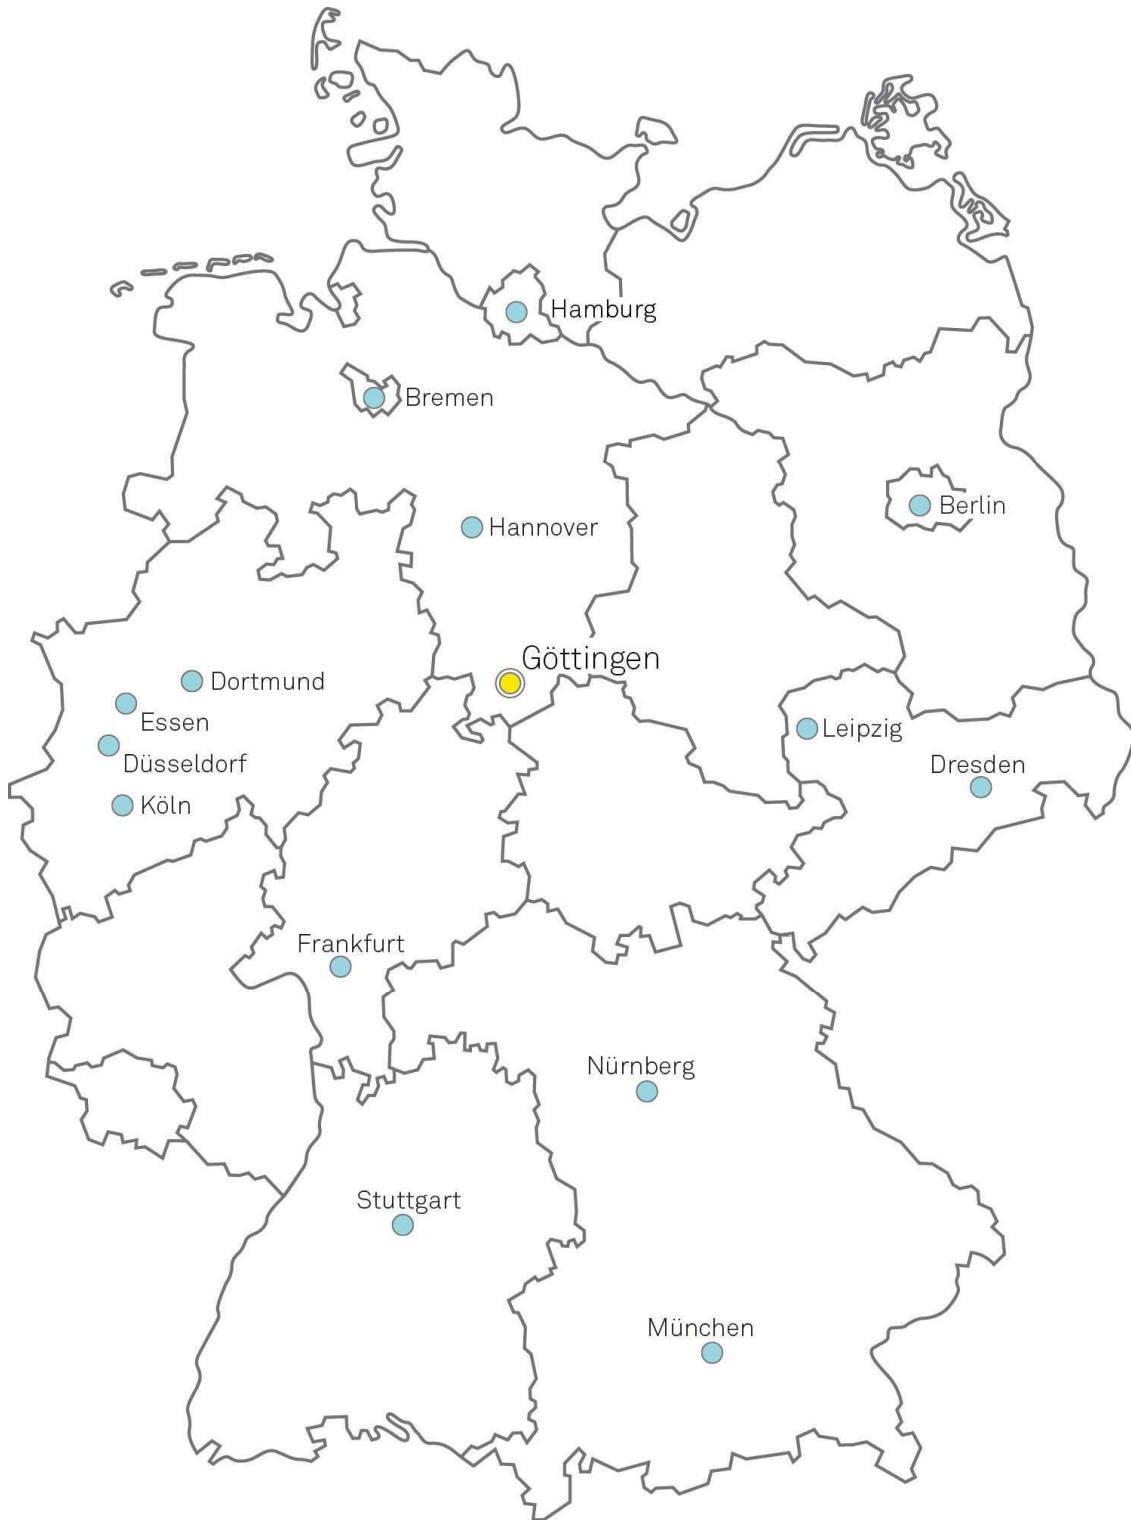 Hamburg
Bremen
Berlin
Hannover
Göttingen
Dortmund
Essen
Leipzig
Düsseldorf
Dresden
Köln
Frankfurt
Nürnberg
Stuttgart
München